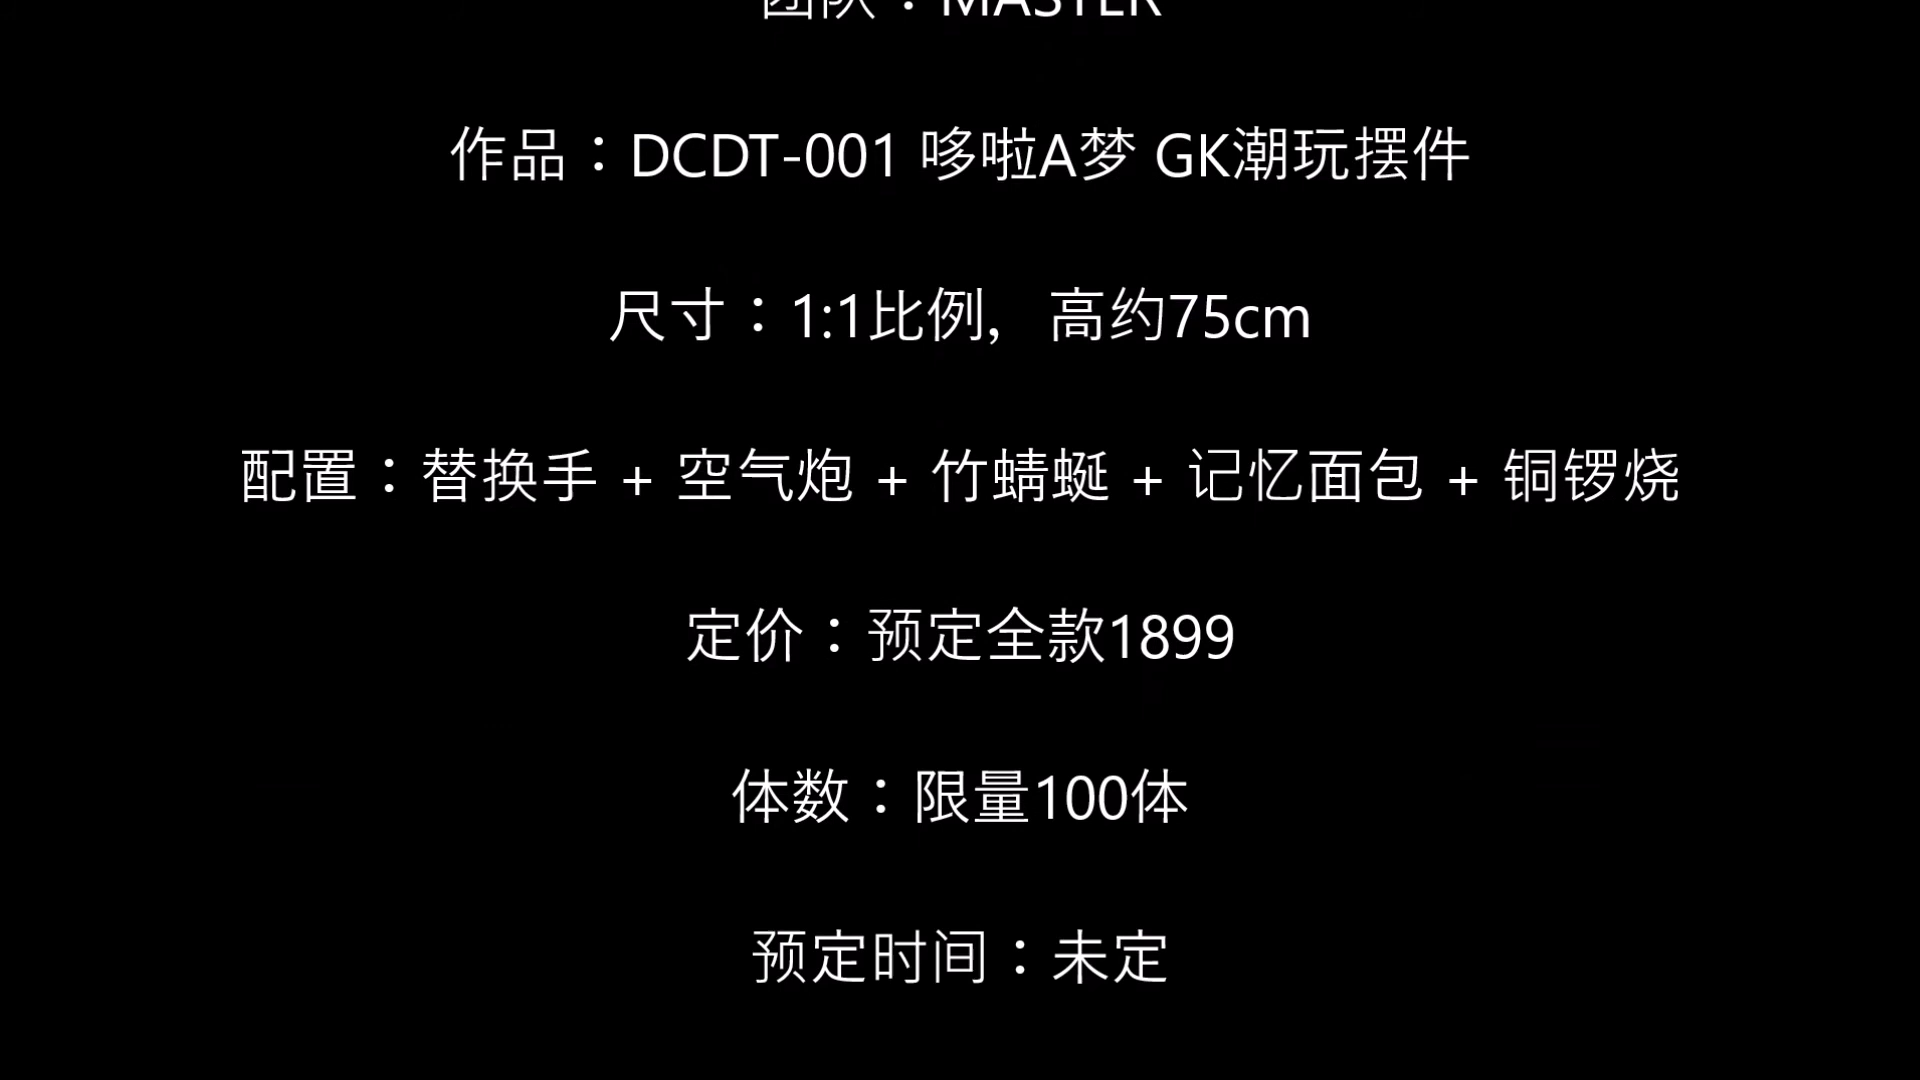 团队：MASTER
作品：DCDT-001 哆啦A梦 GK潮玩摆件
尺寸：1:1比例，高约75cm
配置：替换手 + 空气炮 + 竹蜻蜓 + 记忆面包 + 铜锣烧
定价：预定全款1899
体数：限量100体
预定时间：未定